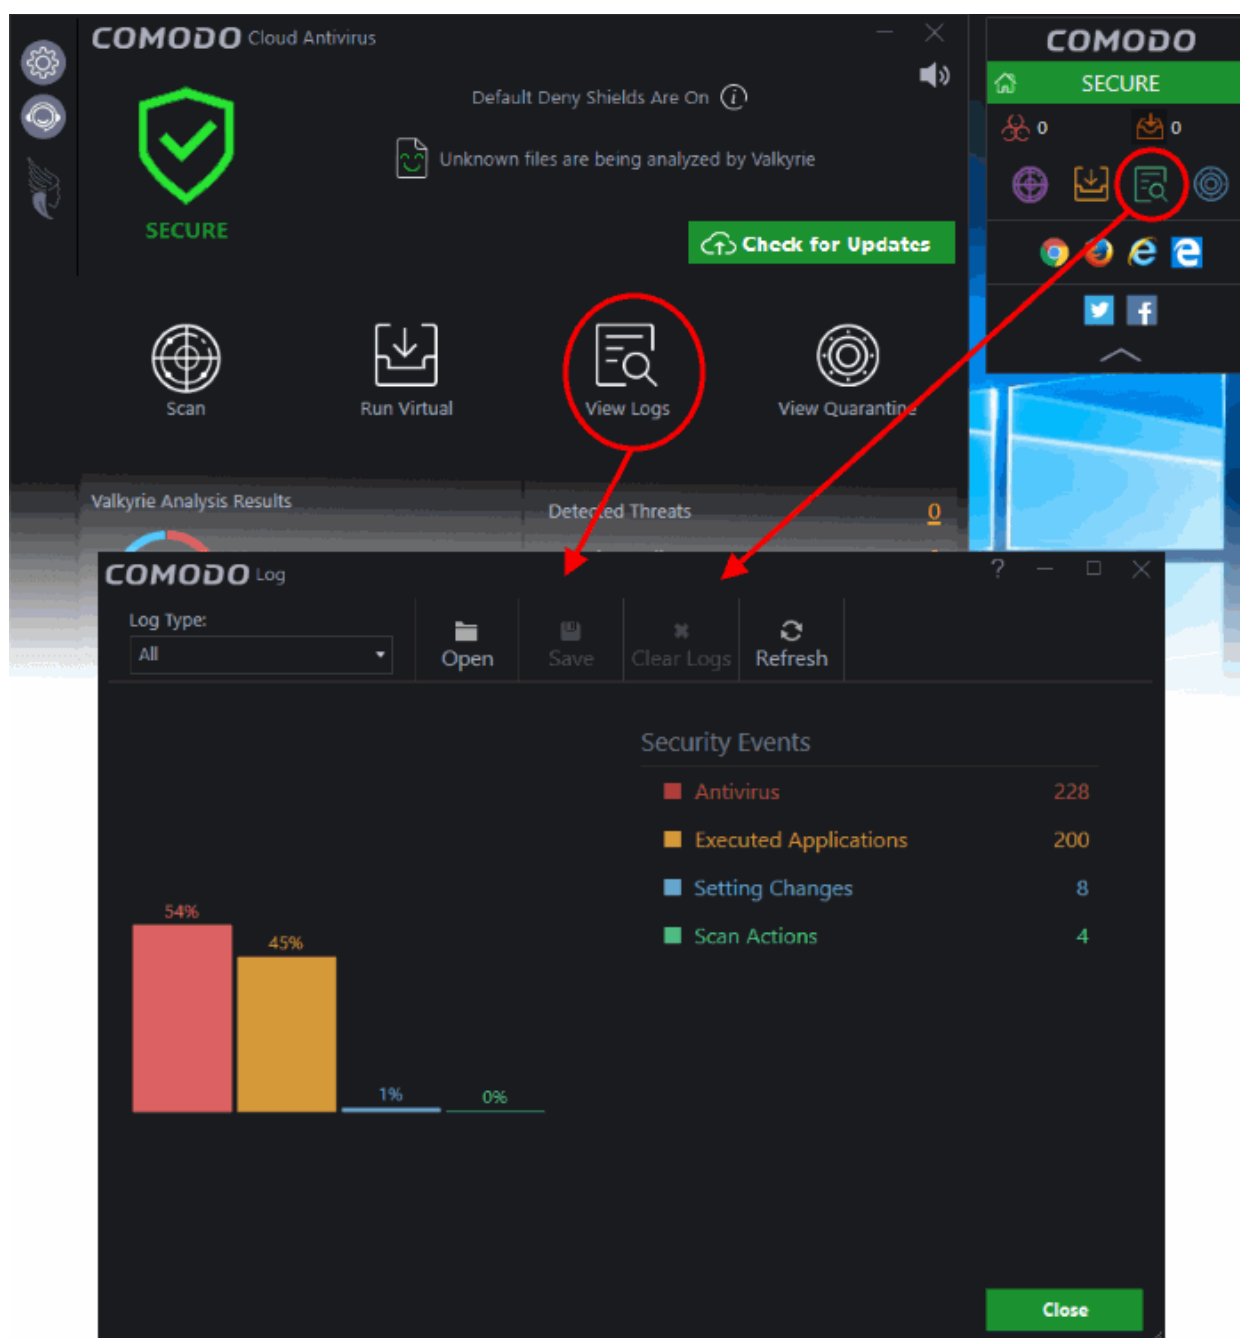 COMODO Cloud Antivirus
Default Deny Shields Are On
Unknown files are being analyzed by Valkyrie
SECURE
Check for Updates
Scan
Run Virtual
View Logs
View Quarantine
Valkyrie Analysis Results
Detected Threats
0
COMODO
SECURE
0
0
COMODO Log
?
Log Type:
All
Open
Save
Clear Logs
Refresh
Security Events
Antivirus 228
Executed Applications 200
Setting Changes 8
Scan Actions 4
54%
45%
1%
0%
Close